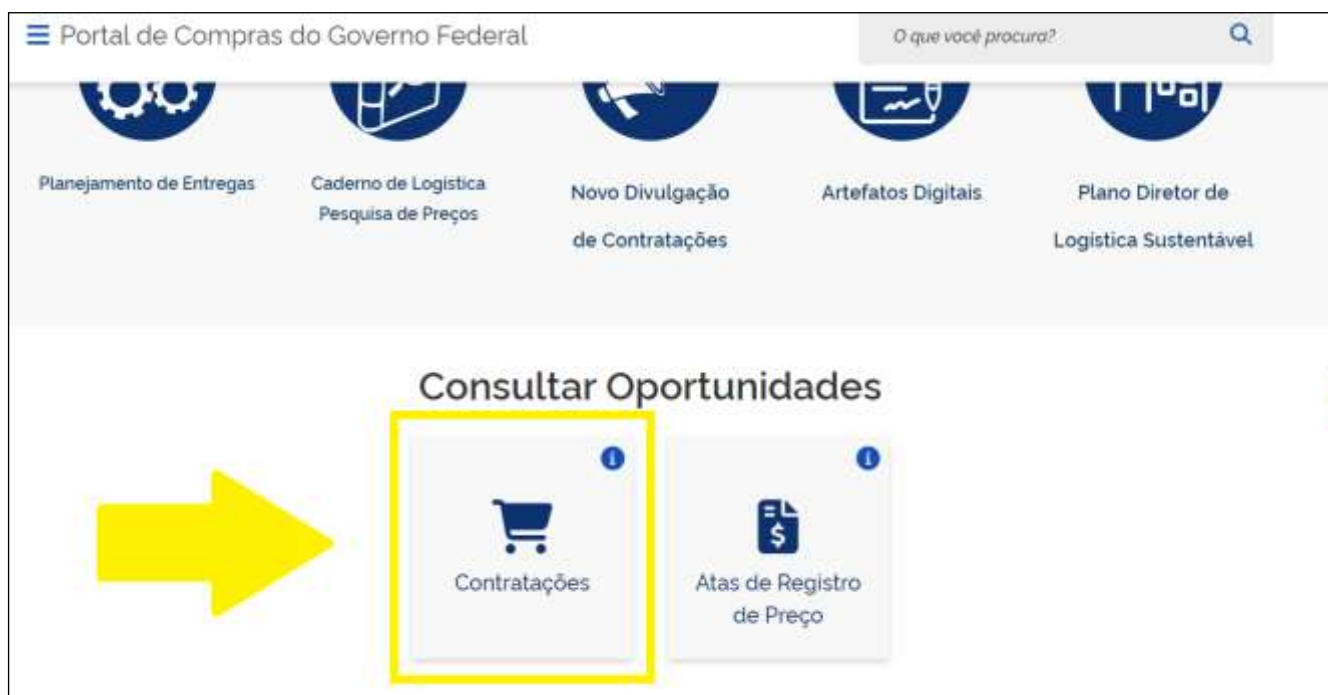 Portal de Compras do Governo Federal
O que você procura?
Planejamento de Entregas
Caderno de Logística
Pesquisa de Preços
Novo Divulgação
de Contratações
Artefatos Digitais
Plano Diretor de
Logística Sustentável
Consultar Oportunidades
Contratações
Atas de Registro
de Preço